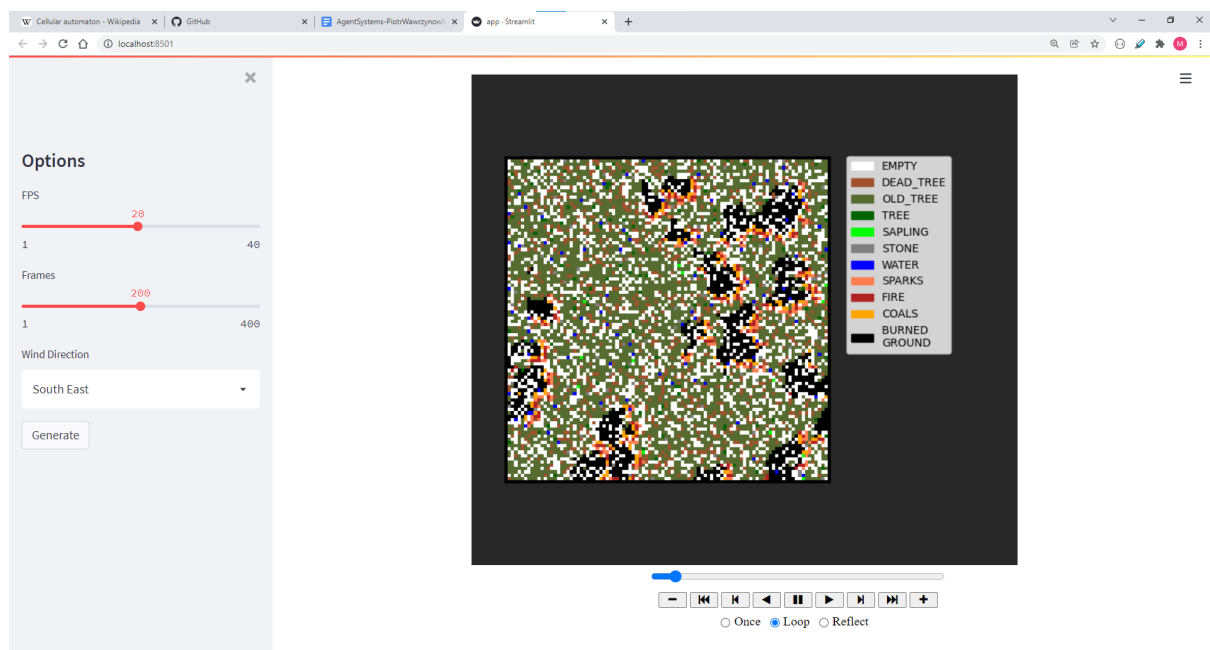 Cellular automaton - Wikipedia
GitHub
AgentSystems-PiotrWawrzynow
app · Streamlit
localhost:8501
M
Options
FPS
20
1 40
Frames
200
1 400
Wind Direction
South East
Generate
EMPTY
DEAD_TREE
OLD_TREE
TREE
SAPLING
STONE
WATER
SPARKS
FIRE
COALS
BURNED
GROUND
Once Loop Reflect